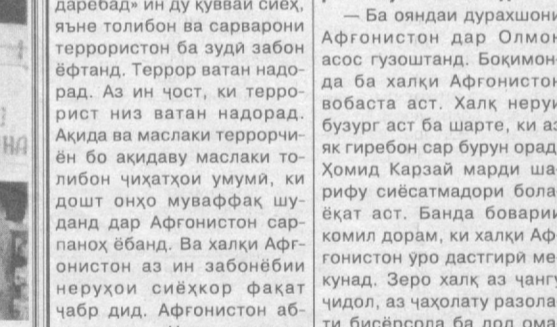 даребад» ин ду қувваи сиёҳ,
яъне толибон ва сарварони
террористон ба зудӣ забон
ёфтанд. Террор ватан надо-
рад. Аз ин ҷост, ки терро-
рист низ ватан надорад.
Ақида ва маслаки террорчи-
ён бо ақидаву маслаки то-
либон ҷиҳатҳои умумӣ, ки
дошт онҳо муваффақ шу-
данд дар Афғонистон сар-
паноҳ ёбанд. Ва халқи Афғ-
онистон аз ин забонёбии
неруҳои сиёҳкор фақат
ҷабр дид. Афғонистон аб-
— Ба ояндаи дурахшони
Афғонистон дар Олмон
асос гузоштанд. Боқимон-
да ба халқи Афғонистон
вобаста аст. Халқ неруи
бузург аст ба шарте, ки аз
як гиребон сар бурун орад.
Ҳомид Карзай марди ша-
рифу сиёсатмадори бола-
ёқат аст. Банда бовари
комил дорам, ки халқи Аф-
ғонистон ӯро дастгирӣ ме-
кунад. Зеро халқ аз ҷангу
ҷидол, аз ҷаҳолату разола-
ти бисёрсола ба дод ома-